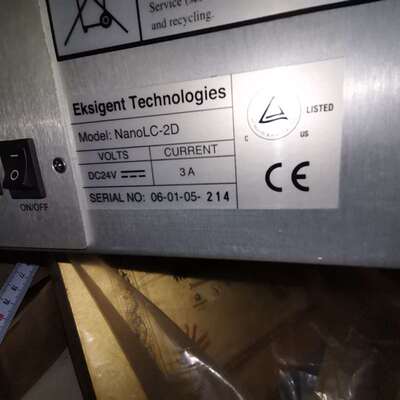 Service
and recycling.
Eksigent Technologies
Model: NanoLC-2D
VOLTS CURRENT
DC24V 3 A
SERIAL NO: 06-01-05- 214
LISTED
C US
CE
ON/OFF